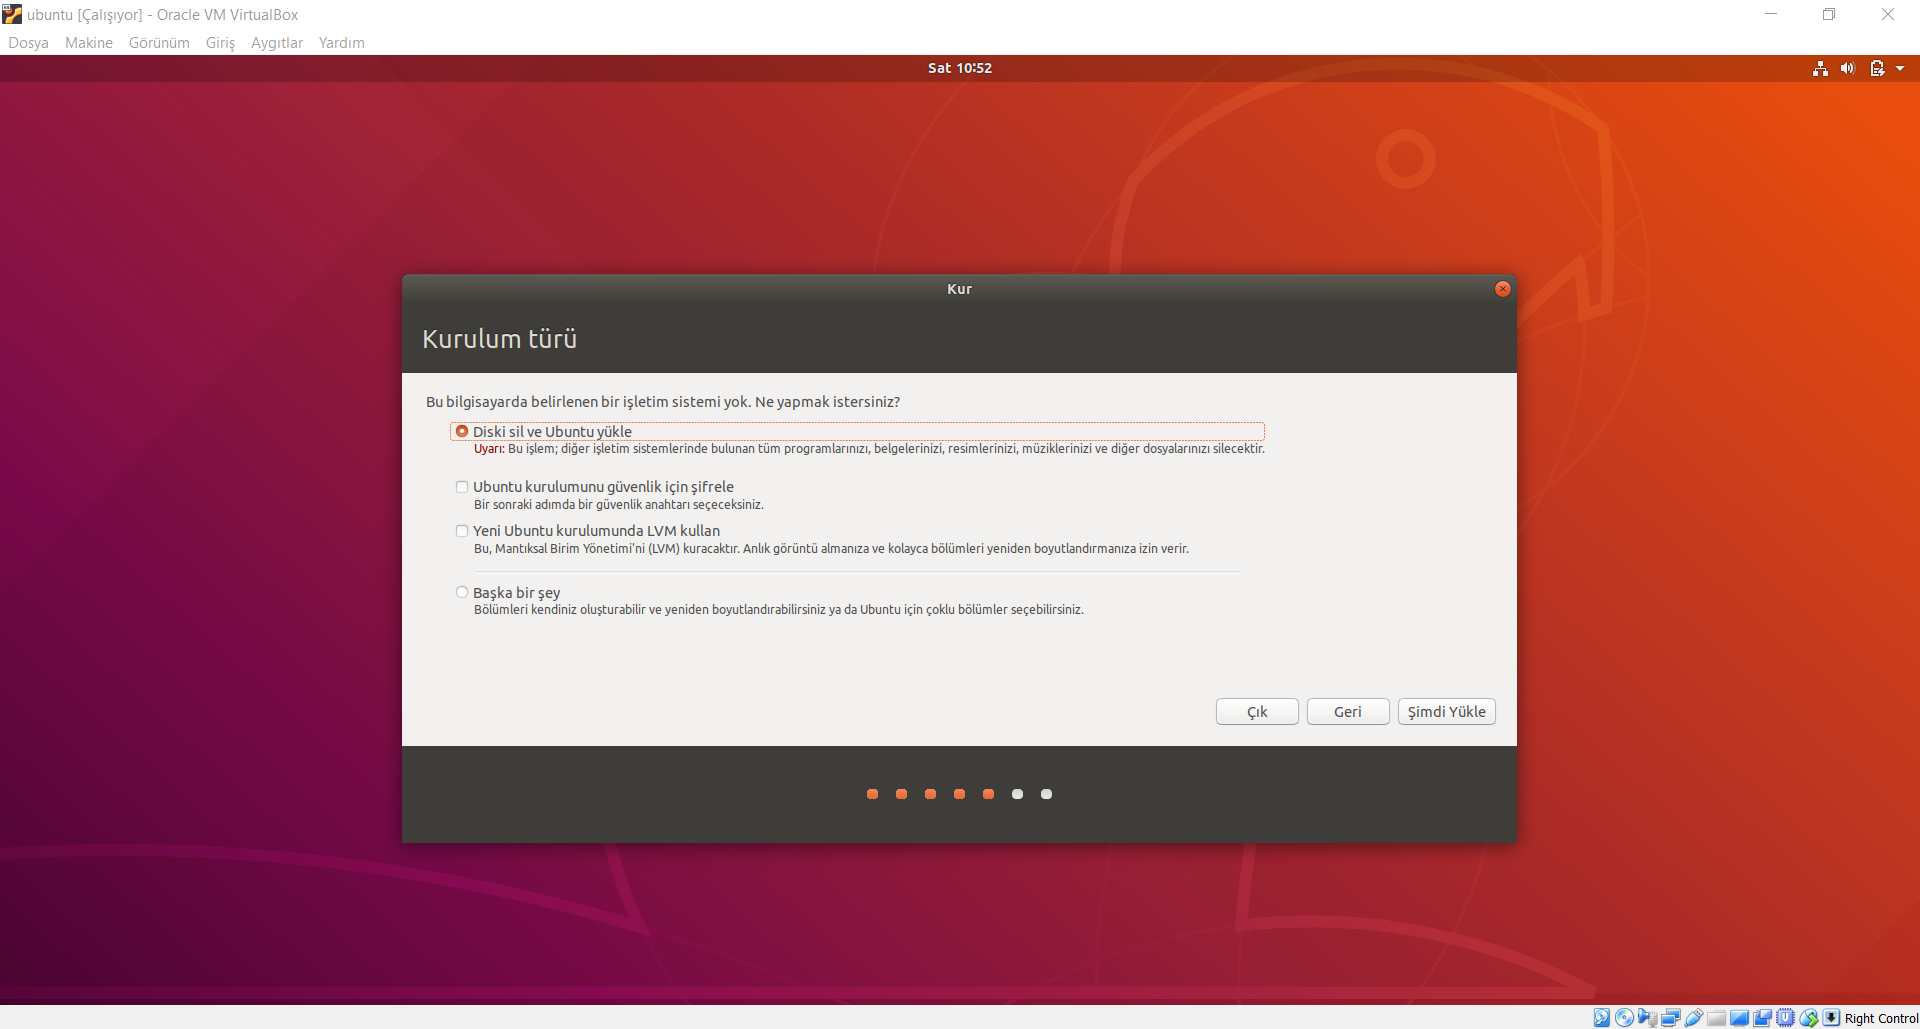 ubuntu [Çalışıyor] - Oracle VM VirtualBox
Dosya Makine Görünüm Giriş Aygıtlar Yardım
Sat 10:52
Kur
Kurulum türü
Bu bilgisayarda belirlenen bir işletim sistemi yok. Ne yapmak istersiniz?
Diski sil ve Ubuntu yükle
Uyarı: Bu işlem; diğer işletim sistemlerinde bulunan tüm programlarınızı, belgelerinizi, resimlerinizi, müziklerinizi ve diğer dosyalarınızı silecektir.
Ubuntu kurulumunu güvenlik için şifrele
Bir sonraki adımda bir güvenlik anahtarı seçeceksiniz.
Yeni Ubuntu kurulumunda LVM kullan
Bu, Mantıksal Birim Yönetimi'ni (LVM) kuracaktır. Anlık görüntü almanıza ve kolayca bölümleri yeniden boyutlandırmanıza izin verir.
Başka bir şey
Bölümleri kendiniz oluşturabilir ve yeniden boyutlandırabilirsiniz ya da Ubuntu için çoklu bölümler seçebilirsiniz.
Çık Geri Şimdi Yükle
Right Control